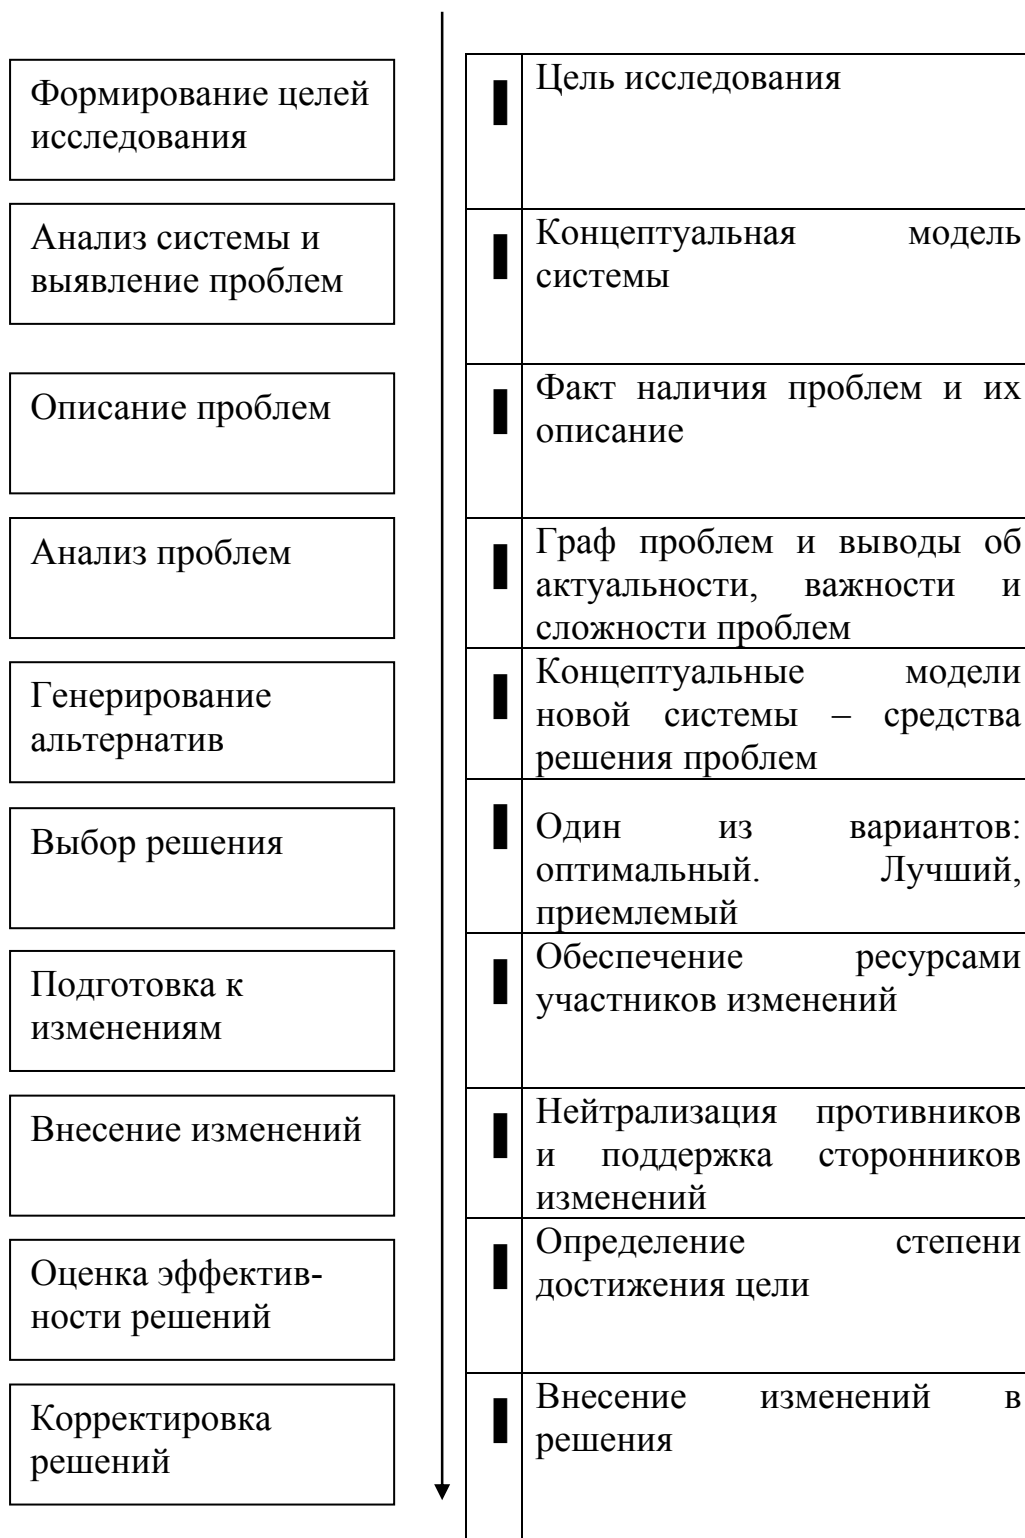 Формирование целей
исследования
Цель исследования
Анализ системы и
выявление проблем
Концептуальная модель
системы
Описание проблем
Факт наличия проблем и их
описание
Анализ проблем
Граф проблем и выводы об
актуальности, важности и
сложности проблем
Генерирование
альтернатив
Концептуальные модели
новой системы – средства
решения проблем
Выбор решения
Один из вариантов:
оптимальный. Лучший,
приемлемый
Подготовка к
изменениям
Обеспечение ресурсами
участников изменений
Внесение изменений
Нейтрализация противников
и поддержка сторонников
изменений
Оценка эффектив-
ности решений
Определение степени
достижения цели
Корректировка
решений
Внесение изменений в
решения